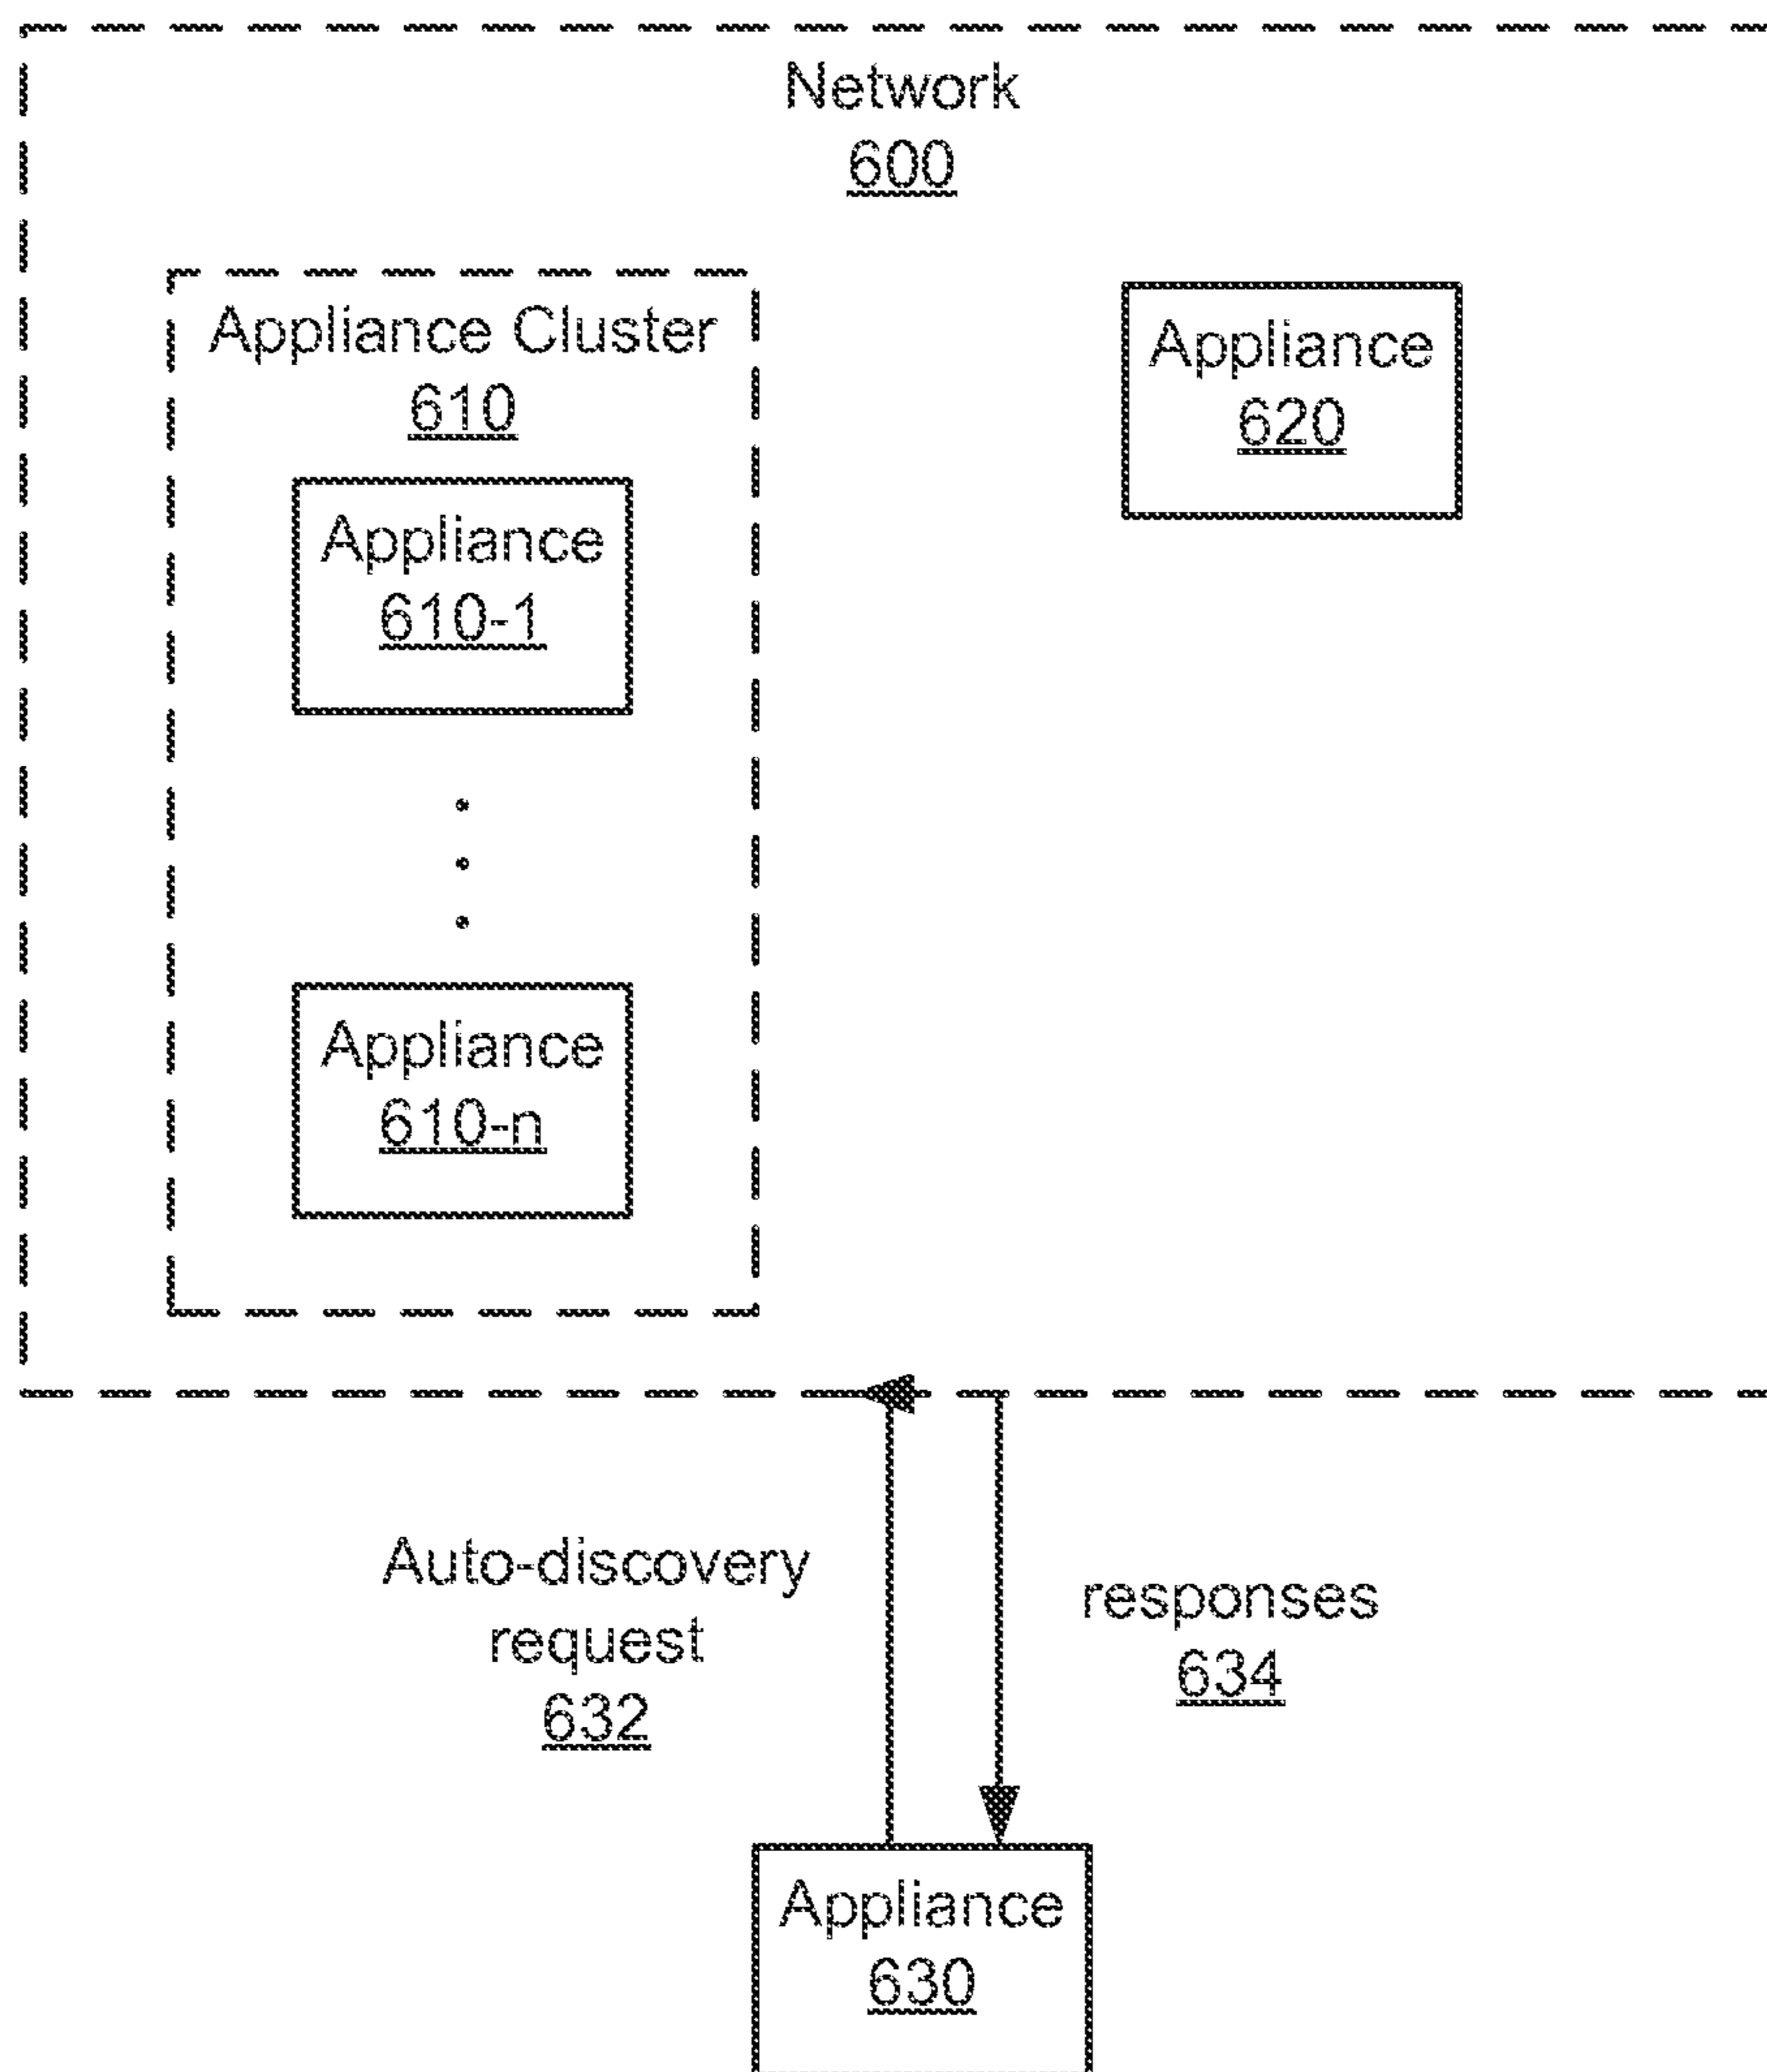 Network
600
Appliance Cluster
610
Appliance
610-1
Appliance
610-n
Appliance
620
Auto-discovery
request
632
responses
634
Appliance
630